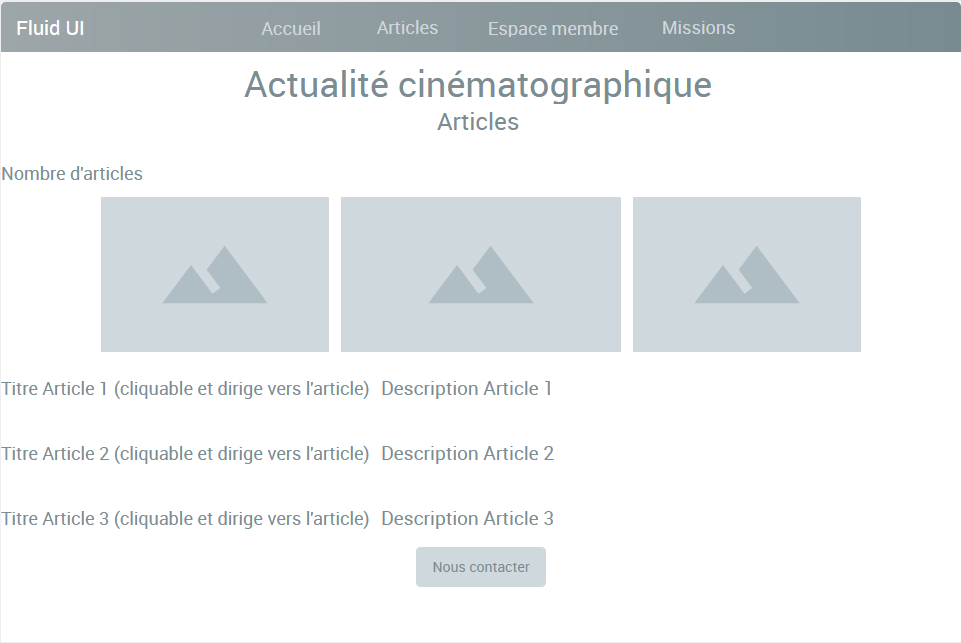 Fluid UI Accueil Articles Espace membre Missions
Actualité cinématographique
Articles
Nombre d'articles
Titre Article 1 (cliquable et dirige vers l'article) Description Article 1
Titre Article 2 (cliquable et dirige vers l'article) Description Article 2
Titre Article 3 (cliquable et dirige vers l'article) Description Article 3
Nous contacter